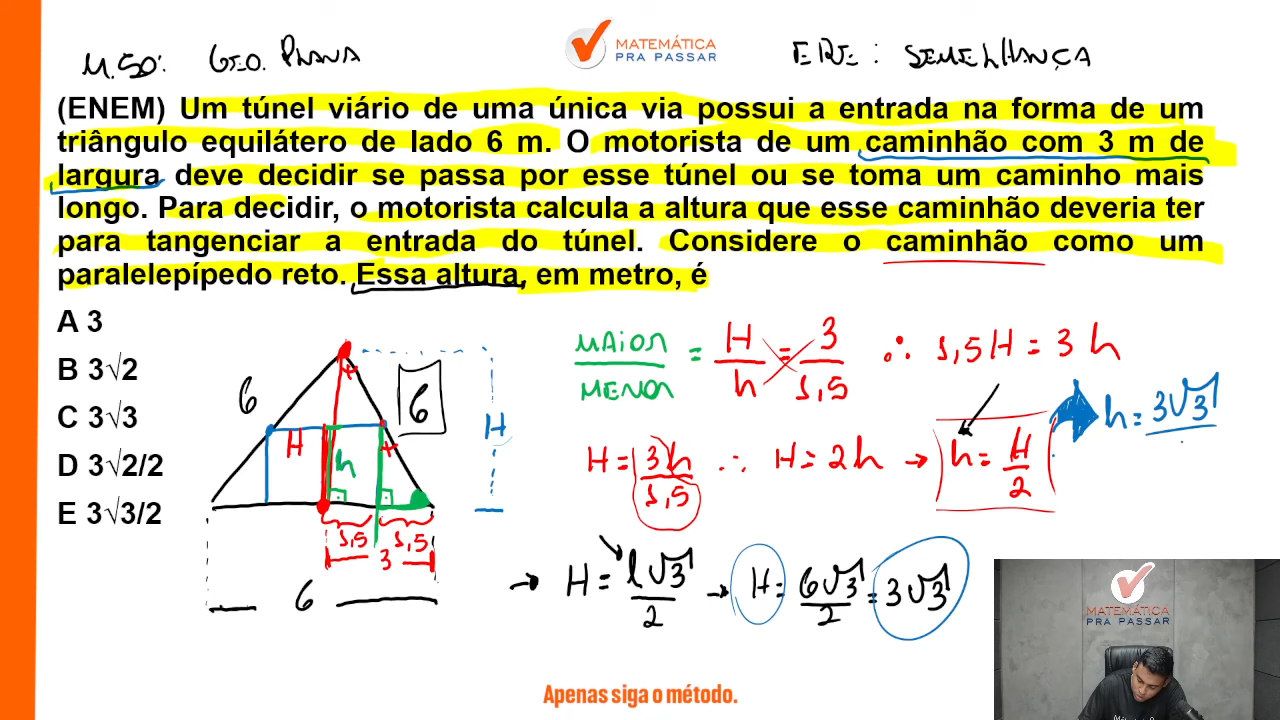 M.50: GEO. PLANA
MATEMÁTICA
PRA PASSAR
ERE: SEMELHANÇA
(ENEM) Um túnel viário de uma única via possui a entrada na forma de um
triângulo equilátero de lado 6 m. O motorista de um caminhão com 3 m de
largura deve decidir se passa por esse túnel ou se toma um caminho mais
longo. Para decidir, o motorista calcula a altura que esse caminhão deveria ter
para tangenciar a entrada do túnel. Considere o caminhão como um
paralelepípedo reto. Essa altura, em metro, é
A 3
B 3√2
C 3√3
D 3√2/2
E 3√3/2
6
6
H
H
h
1,5 1,5
3
6
MAIOR/MENOR = H/h = 3/1,5 ∴ 1,5H = 3h
H = 3h/1,5 ∴ H = 2h → h = H/2
h = 3√3
→ H = l√3/2 → H = 6√3/2 = 3√3
MATEMÁTICA
PRA PASSAR
Apenas siga o método.